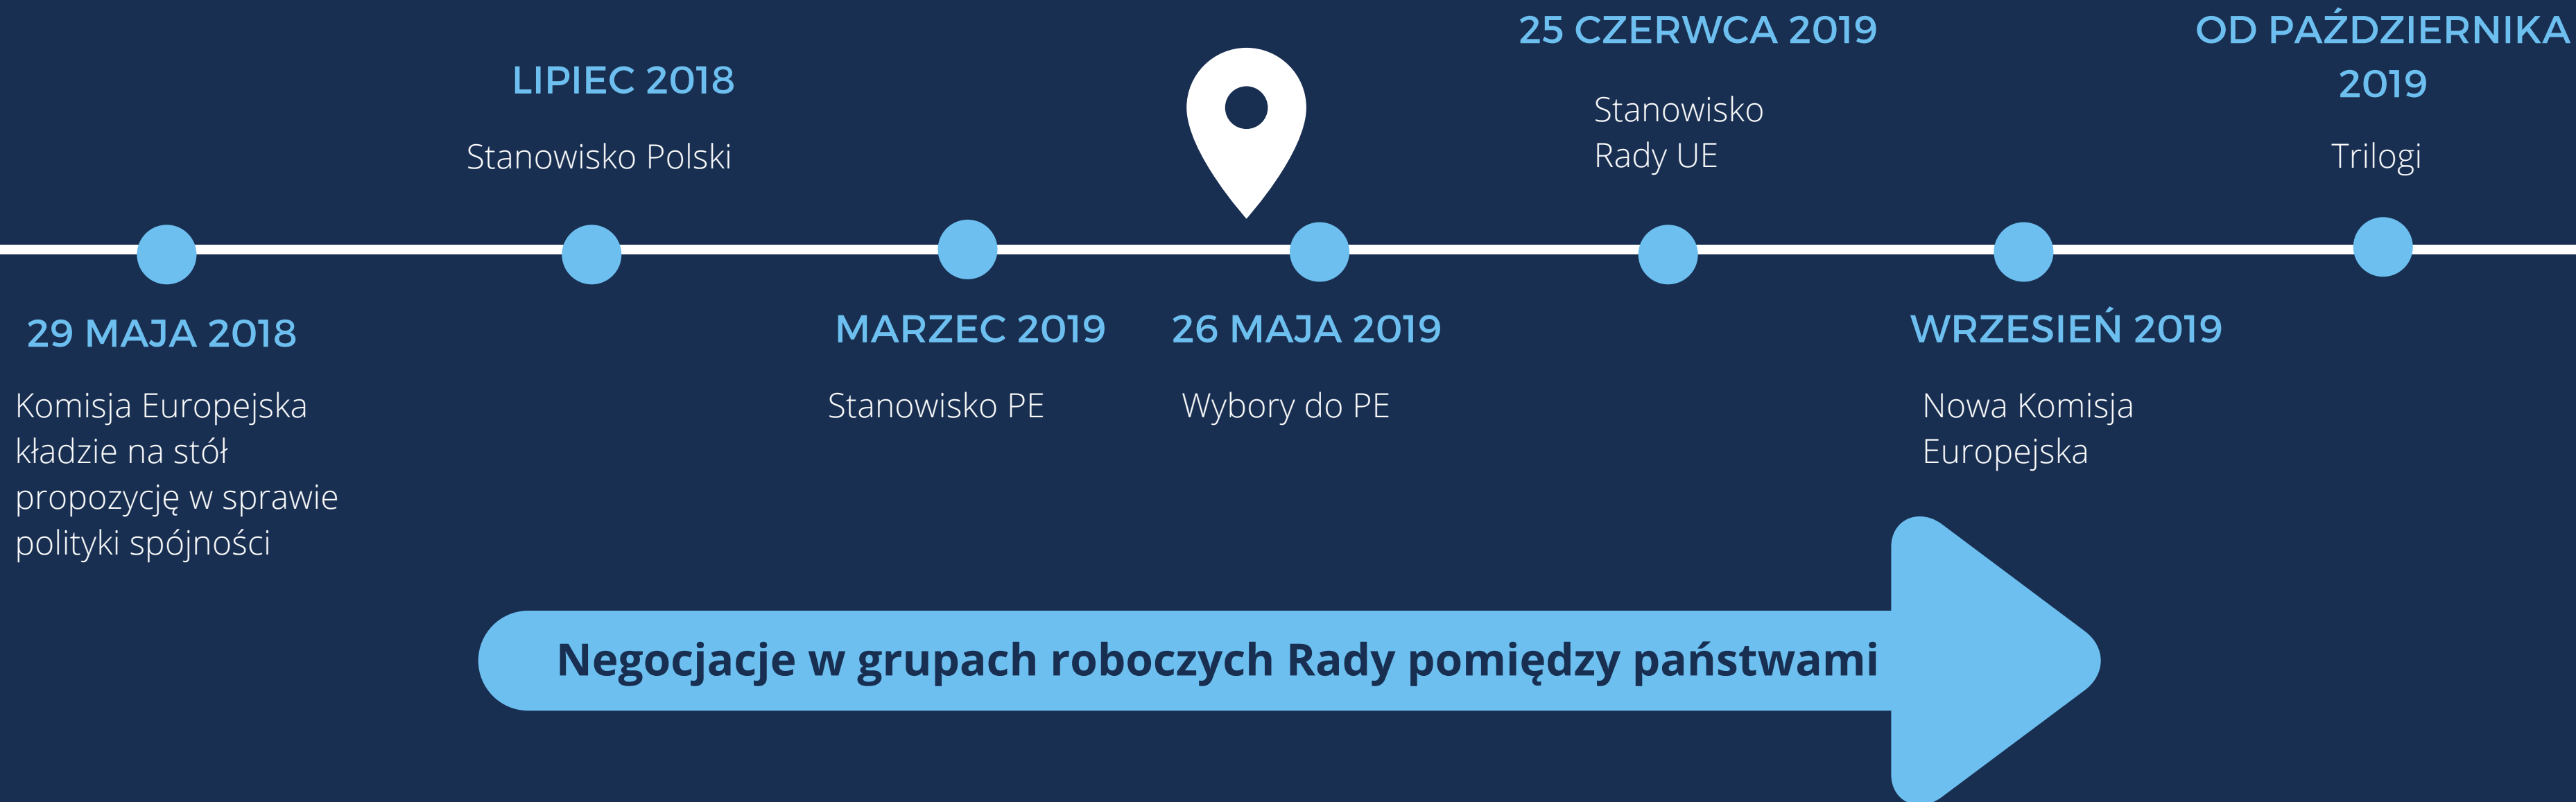 29 MAJA 2018
Komisja Europejska
kładzie na stół
propozycję w sprawie
polityki spójności
LIPIEC 2018
Stanowisko Polski
MARZEC 2019
Stanowisko PE
26 MAJA 2019
Wybory do PE
25 CZERWCA 2019
Stanowisko
Rady UE
WRZESIEŃ 2019
Nowa Komisja
Europejska
OD PAŹDZIERNIKA
2019
Trilogi
Negocjacje w grupach roboczych Rady pomiędzy państwami